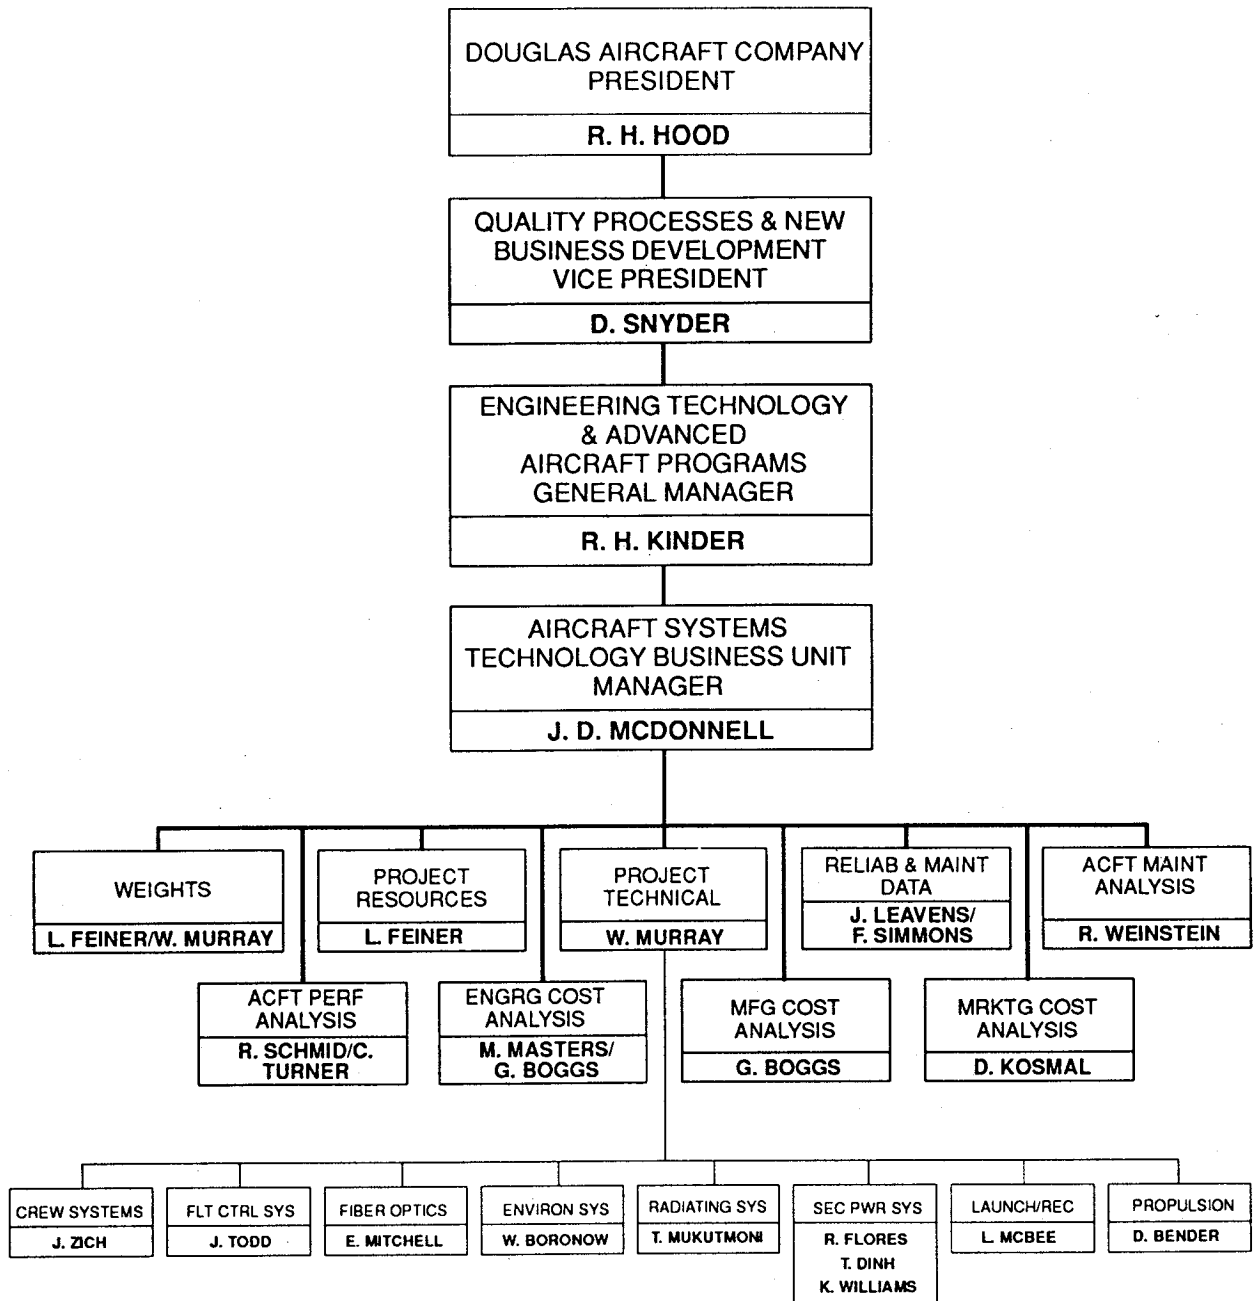 DOUGLAS AIRCRAFT COMPANY
PRESIDENT
R. H. HOOD
QUALITY PROCESSES & NEW
BUSINESS DEVELOPMENT
VICE PRESIDENT
D. SNYDER
ENGINEERING TECHNOLOGY
& ADVANCED
AIRCRAFT PROGRAMS
GENERAL MANAGER
R. H. KINDER
AIRCRAFT SYSTEMS
TECHNOLOGY BUSINESS UNIT
MANAGER
J. D. MCDONNELL
WEIGHTS
L. FEINER/W. MURRAY
PROJECT
RESOURCES
L. FEINER
PROJECT
TECHNICAL
W. MURRAY
RELIAB & MAINT
DATA
J. LEAVENS/
F. SIMMONS
ACFT MAINT
ANALYSIS
R. WEINSTEIN
ACFT PERF
ANALYSIS
R. SCHMID/C.
TURNER
ENGRG COST
ANALYSIS
M. MASTERS/
G. BOGGS
MFG COST
ANALYSIS
G. BOGGS
MRKTG COST
ANALYSIS
D. KOSMAL
CREW SYSTEMS
J. ZICH
FLT CTRL SYS
J. TODD
FIBER OPTICS
E. MITCHELL
ENVIRON SYS
W. BORONOW
RADIATING SYS
T. MUKUTMONI
SEC PWR SYS
R. FLORES
T. DINH
K. WILLIAMS
LAUNCH/REC
L. MCBEE
PROPULSION
D. BENDER